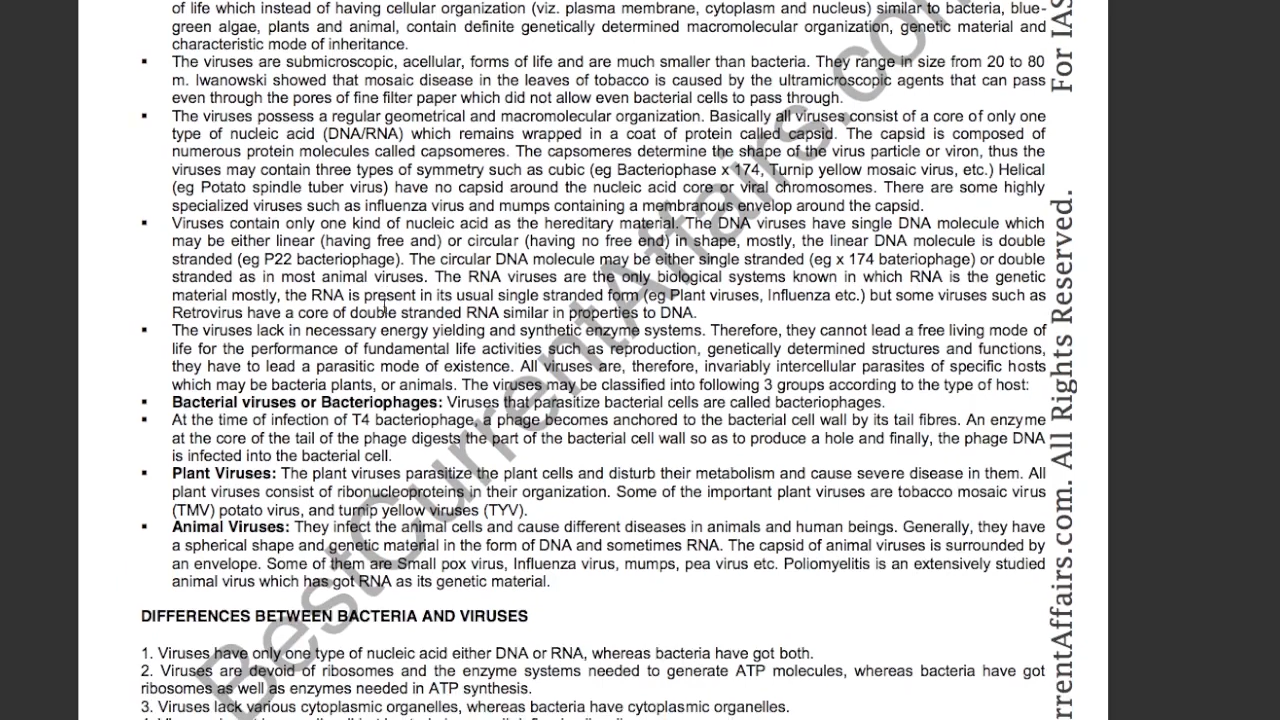 of life which instead of having cellular organization (viz. plasma membrane, cytoplasm and nucleus) similar to bacteria, blue-
green algae, plants and animal, contain definite genetically determined macromolecular organization, genetic material and
characteristic mode of inheritance.
▪ The viruses are submicroscopic, acellular, forms of life and are much smaller than bacteria. They range in size from 20 to 80
m. Iwanowski showed that mosaic disease in the leaves of tobacco is caused by the ultramicroscopic agents that can pass
even through the pores of fine filter paper which did not allow even bacterial cells to pass through.
▪ The viruses possess a regular geometrical and macromolecular organization. Basically all viruses consist of a core of only one
type of nucleic acid (DNA/RNA) which remains wrapped in a coat of protein called capsid. The capsid is composed of
numerous protein molecules called capsomeres. The capsomeres determine the shape of the virus particle or viron, thus the
viruses may contain three types of symmetry such as cubic (eg Bacteriophase x 174, Turnip yellow mosaic virus, etc.) Helical
(eg Potato spindle tuber virus) have no capsid around the nucleic acid core or viral chromosomes. There are some highly
specialized viruses such as influenza virus and mumps containing a membranous envelop around the capsid.
▪ Viruses contain only one kind of nucleic acid as the hereditary material. The DNA viruses have single DNA molecule which
may be either linear (having free and) or circular (having no free end) in shape, mostly, the linear DNA molecule is double
stranded (eg P22 bacteriophage). The circular DNA molecule may be either single stranded (eg x 174 bateriophage) or double
stranded as in most animal viruses. The RNA viruses are the only biological systems known in which RNA is the genetic
material mostly, the RNA is present in its usual single stranded form (eg Plant viruses, Influenza etc.) but some viruses such as
Retrovirus have a core of double stranded RNA similar in properties to DNA.
▪ The viruses lack in necessary energy yielding and synthetic enzyme systems. Therefore, they cannot lead a free living mode of
life for the performance of fundamental life activities such as reproduction, genetically determined structures and functions,
they have to lead a parasitic mode of existence. All viruses are, therefore, invariably intercellular parasites of specific hosts
which may be bacteria plants, or animals. The viruses may be classified into following 3 groups according to the type of host:
▪ Bacterial viruses or Bacteriophages: Viruses that parasitize bacterial cells are called bacteriophages.
▪ At the time of infection of T4 bacteriophage, a phage becomes anchored to the bacterial cell wall by its tail fibres. An enzyme
at the core of the tail of the phage digests the part of the bacterial cell wall so as to produce a hole and finally, the phage DNA
is infected into the bacterial cell.
▪ Plant Viruses: The plant viruses parasitize the plant cells and disturb their metabolism and cause severe disease in them. All
plant viruses consist of ribonucleoproteins in their organization. Some of the important plant viruses are tobacco mosaic virus
(TMV) potato virus, and turnip yellow viruses (TYV).
▪ Animal Viruses: They infect the animal cells and cause different diseases in animals and human beings. Generally, they have
a spherical shape and genetic material in the form of DNA and sometimes RNA. The capsid of animal viruses is surrounded by
an envelope. Some of them are Small pox virus, Influenza virus, mumps, pea virus etc. Poliomyelitis is an extensively studied
animal virus which has got RNA as its genetic material.
DIFFERENCES BETWEEN BACTERIA AND VIRUSES
1. Viruses have only one type of nucleic acid either DNA or RNA, whereas bacteria have got both.
2. Viruses are devoid of ribosomes and the enzyme systems needed to generate ATP molecules, whereas bacteria have got
ribosomes as well as enzymes needed in ATP synthesis.
3. Viruses lack various cytoplasmic organelles, whereas bacteria have cytoplasmic organelles.
BestCurrentAffairs.com
rrentAffairs.com. All Rights Reserved. For IAS